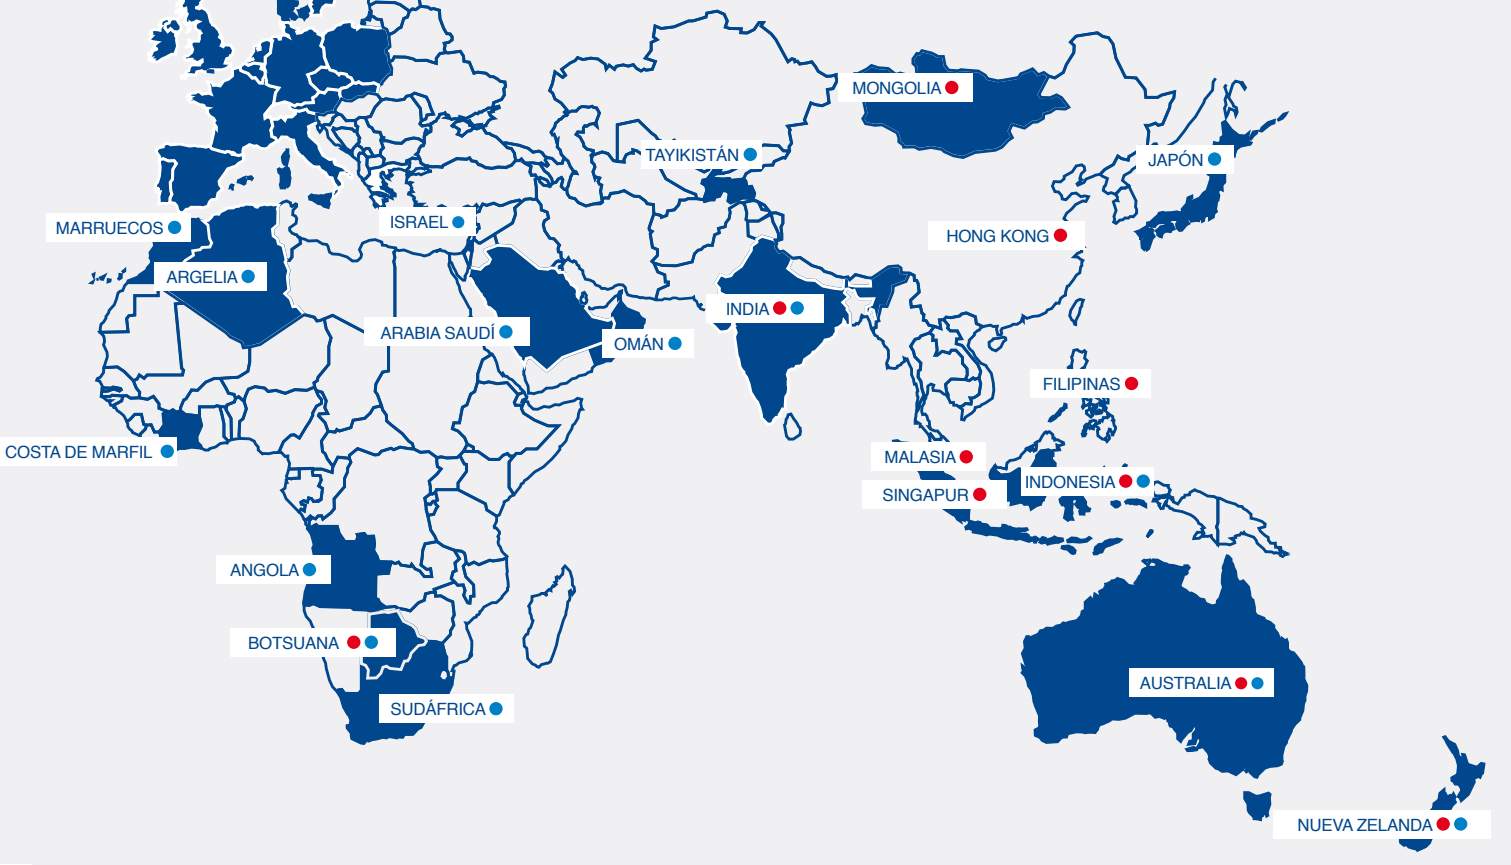 MONGOLIA
TAYIKISTÁN
JAPÓN
MARRUECOS
ISRAEL
HONG KONG
ARGELIA
INDIA
ARABIA SAUDÍ
OMÁN
FILIPINAS
COSTA DE MARFIL
MALASIA
INDONESIA
SINGAPUR
ANGOLA
BOTSUANA
AUSTRALIA
SUDÁFRICA
NUEVA ZELANDA